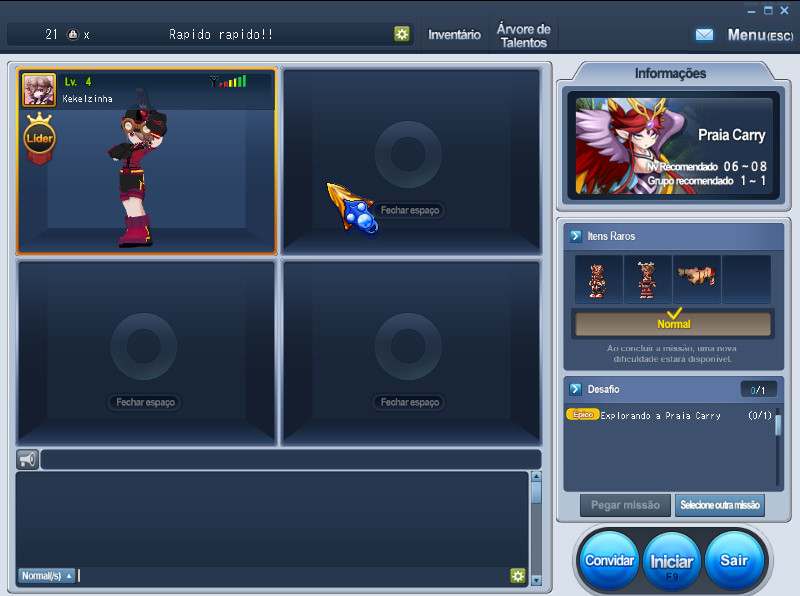 21 x
Rapido rapido!!
Inventário
Árvore de
Talentos
Menu(ESC)
Lv. 4
Kekelzinha
Líder
Fechar espaço
Fechar espaço
Fechar espaço
Normal(/s)
Informações
Praia Carry
Nv Recomendado 06 ~ 08
Grupo recomendado 1 ~ 1
Itens Raros
Normal
Ao concluir a missão, uma nova
dificuldade estará disponível.
Desafio
0/1
Épico Explorando a Praia Carry (0/1)
Pegar missão
Selecione outra missão
Convidar
Iniciar
F9
Sair